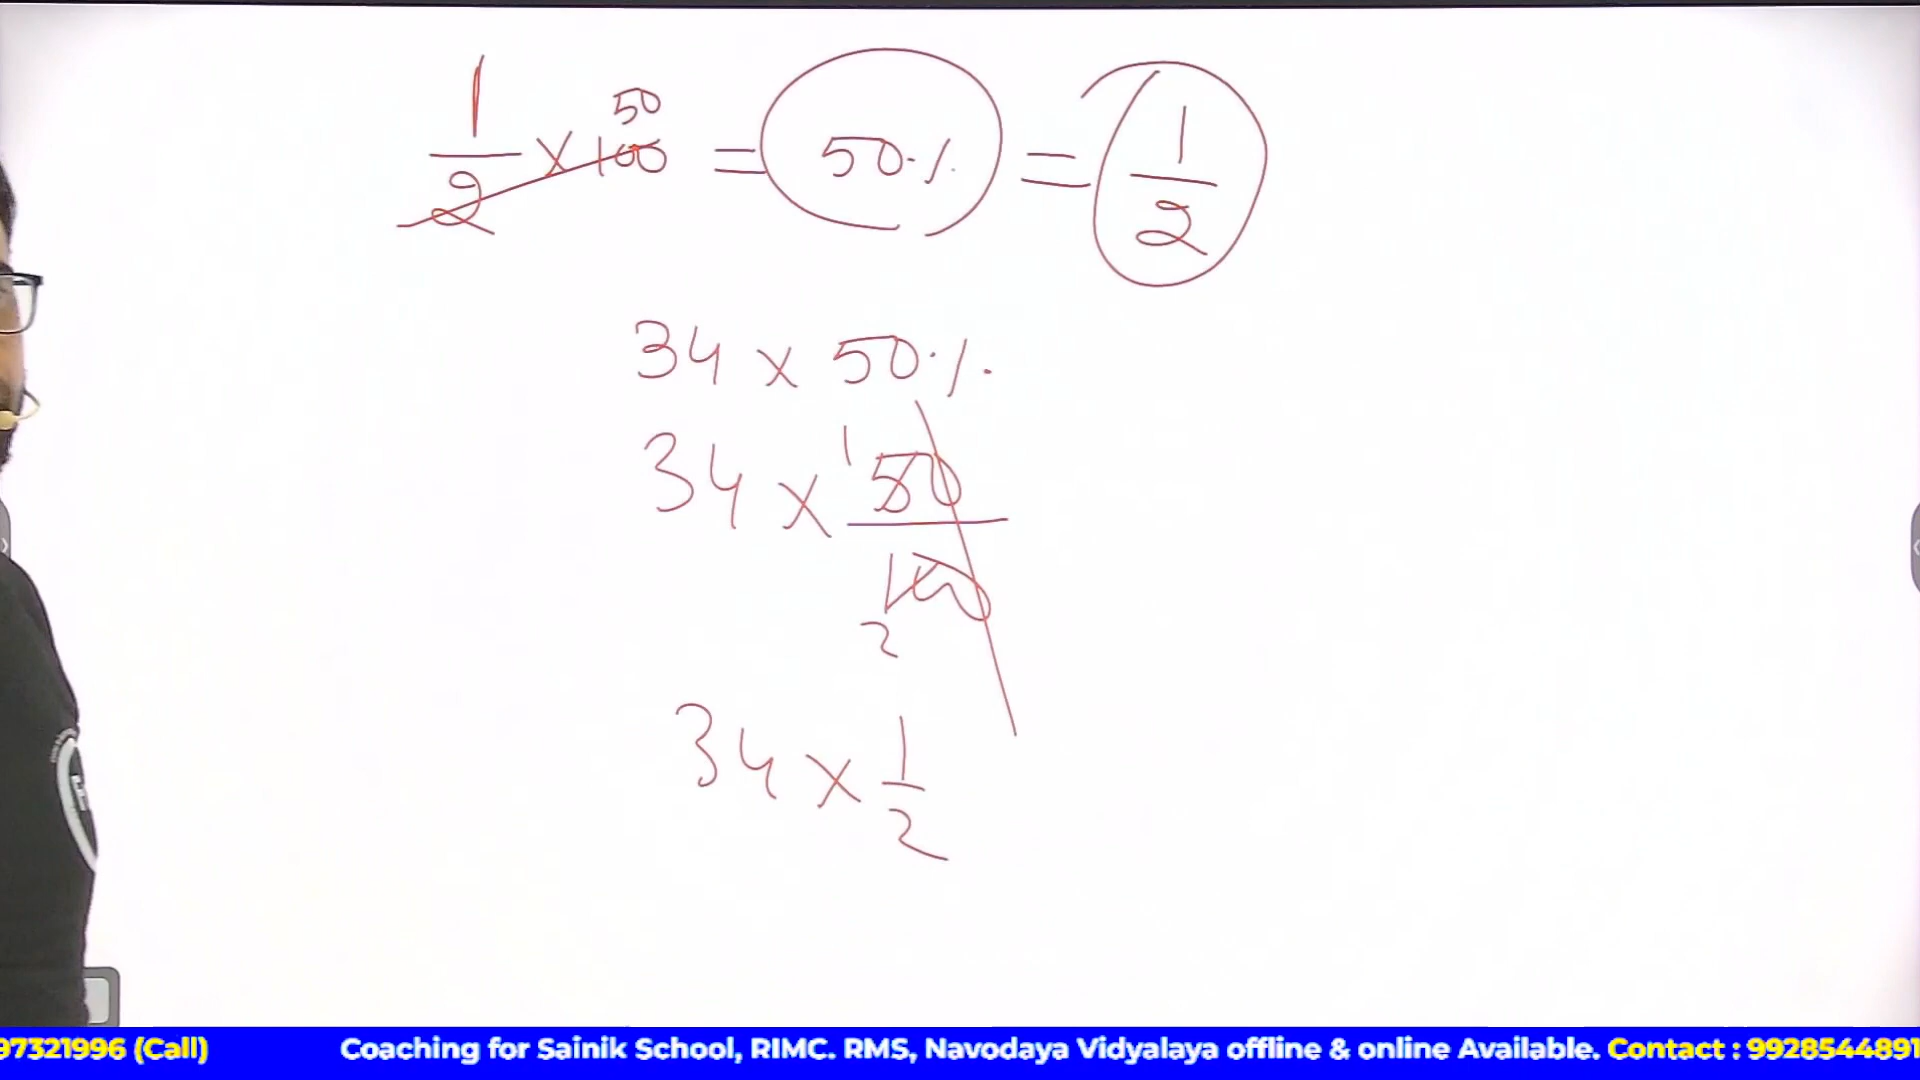 1/2 × 100 50 = 50% = 1/2
34 × 50%
34 × 1 50/100 2
34 × 1/2
97321996 (Call) Coaching for Sainik School, RIMC. RMS, Navodaya Vidyalaya offline & online Available. Contact : 9928544891